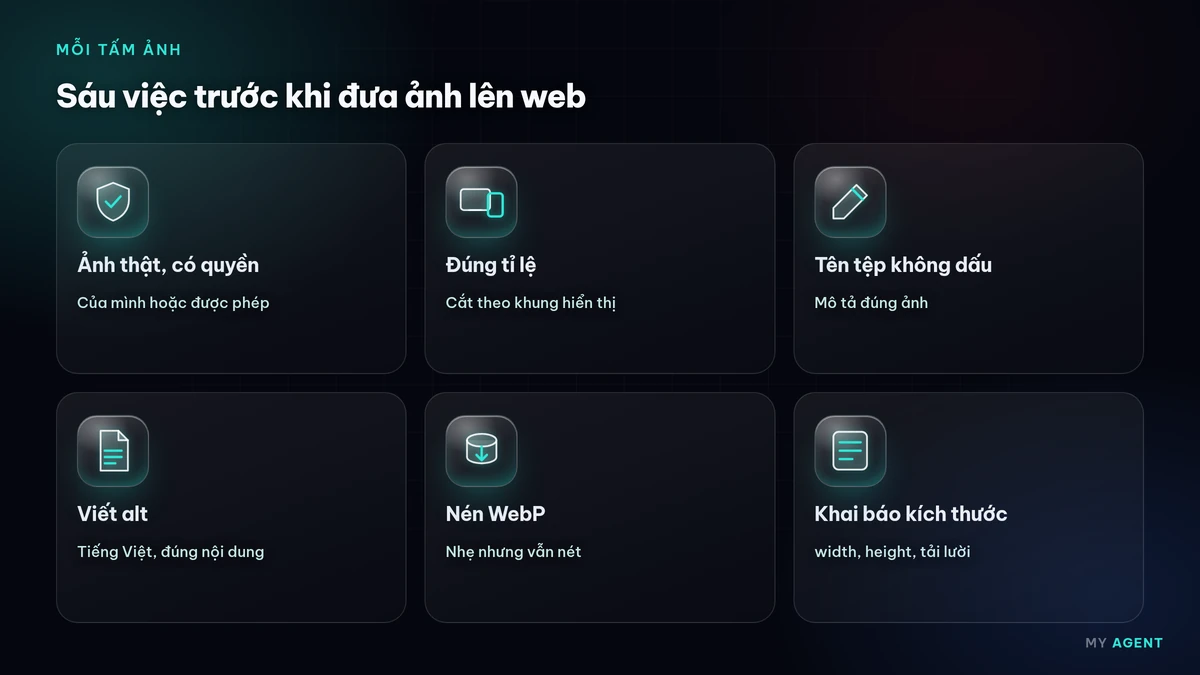 MỖI TẤM ẢNH
Sáu việc trước khi đưa ảnh lên web
Ảnh thật, có quyền
Của mình hoặc được phép
Đúng tỉ lệ
Cắt theo khung hiển thị
Tên tệp không dấu
Mô tả đúng ảnh
Viết alt
Tiếng Việt, đúng nội dung
Nén WebP
Nhẹ nhưng vẫn nét
Khai báo kích thước
width, height, tải lười
MY AGENT